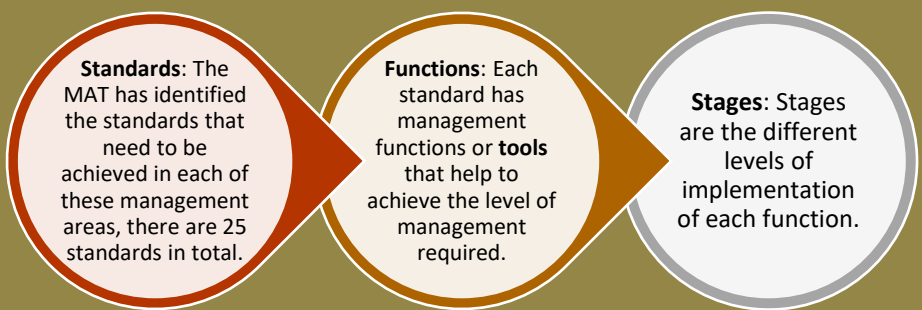 Standards: The
MAT has identified
the standards that
need to be
achieved in each of
these management
areas, there are 25
standards in total.
Functions: Each
standard has
management
functions or tools
that help to
achieve the level of
management
required.
Stages: Stages
are the different
levels of
implementation
of each function.